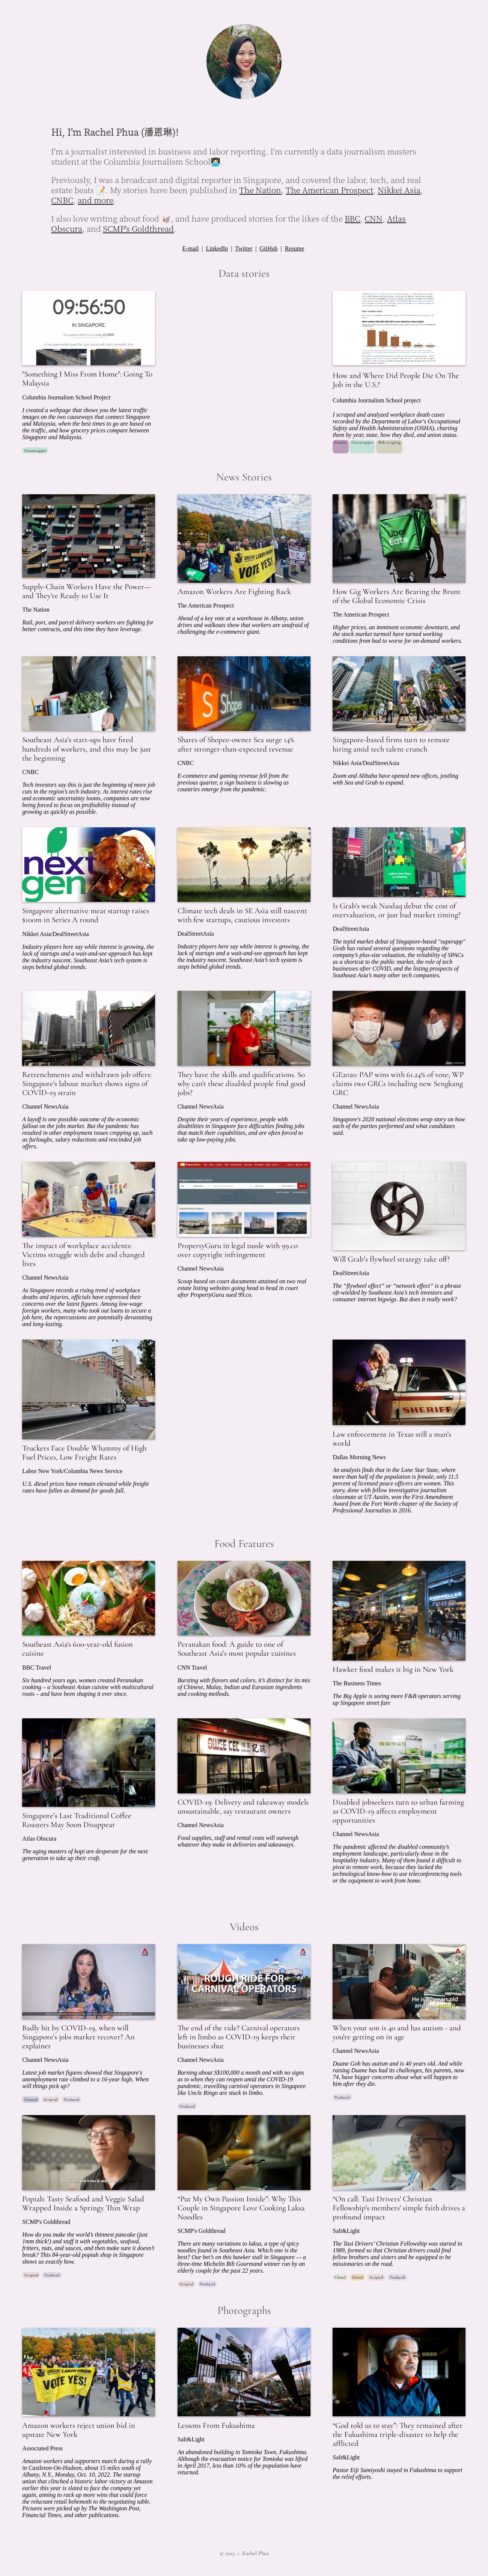 Hi, I'm Rachel Phua (潘恩琳)!
I'm a journalist interested in business and labor reporting. I'm currently a data journalism masters
student at the Columbia Journalism School👩🏻‍💻
Previously, I was a broadcast and digital reporter in Singapore, and covered the labor, tech, and real
estate beats 📝. My stories have been published in The Nation, The American Prospect, Nikkei Asia,
CNBC, and more.
I also love writing about food 🥡, and have produced stories for the likes of the BBC, CNN, Atlas
Obscura, and SCMP's Goldthread.
E-mail | LinkedIn | Twitter | GitHub | Resume
Data stories
09:56:50
IN SINGAPORE.
"Something I Miss From Home": Going To
Malaysia
Columbia Journalism School Project
I created a webpage that shows you the latest traffic
images on the two causeways that connect Singapore
and Malaysia, when the best times to go are based on
the traffic, and how grocery prices compare between
Singapore and Malaysia.
Datawrapper
How and Where Did People Die On The
Job in the U.S.?
Columbia Journalism School project
I scraped and analyzed workplace death cases
recorded by the Department of Labor's Occupational
Safety and Health Administration (OSHA), charting
them by year, state, how they died, and union status.
Pandas Datawrapper Web scraping
News Stories
VOTE YES!
Uber
Eats
Supply-Chain Workers Have the Power—
and They're Ready to Use It
The Nation
Rail, port, and parcel delivery workers are fighting for
better contracts, and this time they have leverage.
Amazon Workers Are Fighting Back
The American Prospect
Ahead of a key vote at a warehouse in Albany, union
drives and walkouts show that workers are unafraid of
challenging the e-commerce giant.
How Gig Workers Are Bearing the Brunt
of the Global Economic Crisis
The American Prospect
Higher prices, an imminent economic downturn, and
the stock market turmoil have turned working
conditions from bad to worse for on-demand workers.
Shopee
Southeast Asia's start-ups have fired
hundreds of workers, and this may be just
the beginning
CNBC
Tech investors say this is just the beginning of more job
cuts in the region's tech industry. As interest rates rise
and economic uncertainty looms, companies are now
being forced to focus on profitability instead of
growing as quickly as possible.
Shares of Shopee-owner Sea surge 14%
after stronger-than-expected revenue
CNBC
E-commerce and gaming revenue fell from the
previous quarter, a sign business is slowing as
countries emerge from the pandemic.
Singapore-based firms turn to remote
hiring amid tech talent crunch
Nikkei Asia/DealStreetAsia
Zoom and Alibaba have opened new offices, jostling
with Sea and Grab to expand.
next
gen
Singapore alternative meat startup raises
$100m in Series A round
Nikkei Asia/DealStreetAsia
Industry players here say while interest is growing, the
lack of startups and a wait-and-see approach has kept
the industry nascent. Southeast Asia's tech system is
steps behind global trends.
Climate tech deals in SE Asia still nascent
with few startups, cautious investors
DealStreetAsia
Industry players here say while interest is growing, the
lack of startups and a wait-and-see approach has kept
the industry nascent. Southeast Asia's tech system is
steps behind global trends.
Nasdaq
Is Grab's weak Nasdaq debut the cost of
overvaluation, or just bad market timing?
DealStreetAsia
The tepid market debut of Singapore-based "superapp"
Grab has raised several questions regarding the
company's plus-size valuation, the reliability of SPACs
as a shortcut to the public market, the role of tech
businesses after COVID, and the listing prospects of
Southeast Asia's many other tech companies.
Retrenchments and withdrawn job offers:
Singapore's labour market shows signs of
COVID-19 strain
Channel NewsAsia
A layoff is one possible outcome of the economic
fallout on the jobs market. But the pandemic has
resulted in other employment issues cropping up, such
as furloughs, salary reductions and rescinded job
offers.
They have the skills and qualifications. So
why can't these disabled people find good
jobs?
Channel NewsAsia
Despite their years of experience, people with
disabilities in Singapore face difficulties finding jobs
that match their capabilities, and are often forced to
take up low-paying jobs.
GE2020: PAP wins with 61.24% of vote; WP
claims two GRCs including new Sengkang
GRC
Channel NewsAsia
Singapore's 2020 national elections wrap story on how
each of the parties performed and what candidates
said.
The impact of workplace accidents:
Victims struggle with debt and changed
lives
Channel NewsAsia
As Singapore records a rising trend of workplace
deaths and injuries, officials have expressed their
concerns over the latest figures. Among low-wage
foreign workers, many who took out loans to secure a
job here, the repercussions are potentially devastating
and long-lasting.
PropertyGuru in legal tussle with 99.co
over copyright infringement
Channel NewsAsia
Scoop based on court documents attained on two real
estate listing websites going head to head in court
after PropertyGuru sued 99.co.
Will Grab's flywheel strategy take off?
DealStreetAsia
The “flywheel effect” or “network effect” is a phrase
oft-wielded by Southeast Asia's tech investors and
consumer internet bigwigs. But does it really work?
Truckers Face Double Whammy of High
Fuel Prices, Low Freight Rates
Labor New York/Columbia News Service
U.S. diesel prices have remain elevated while freight
rates have fallen as demand for goods fall.
SHERIFF
Law enforcement in Texas still a man's
world
Dallas Morning News
An analysis finds that in the Lone Star State, where
more than half of the population is female, only 11.5
percent of licensed peace officers are women. This
story, done with fellow investigative journalism
classmate at UT Austin, won the First Amendment
Award from the Fort Worth chapter of the Society of
Professional Journalists in 2016.
Food Features
Southeast Asia's 600-year-old fusion
cuisine
BBC Travel
Six hundred years ago, women created Peranakan
cooking – a Southeast Asian cuisine with multicultural
roots – and have been shaping it ever since.
Peranakan food: A guide to one of
Southeast Asia's most popular cuisines
CNN Travel
Bursting with flavors and colors, it's distinct for its mix
of Chinese, Malay, Indian and Eurasian ingredients
and cooking methods.
Hawker food makes it big in New York
The Business Times
The Big Apple is seeing more F&B operators serving
up Singapore street fare
Singapore's Last Traditional Coffee
Roasters May Soon Disappear
Atlas Obscura
The aging masters of kopi are desperate for the next
generation to take up their craft.
GWEE KEE
COVID-19: Delivery and takeaway models
unsustainable, say restaurant owners
Channel NewsAsia
Food supplies, staff and rental costs will outweigh
whatever they make in deliveries and takeaways.
Disabled jobseekers turn to urban farming
as COVID-19 affects employment
opportunities
Channel NewsAsia
The pandemic affected the disabled community's
employment landscape, particularly those in the
hospitality industry. Many of them found it difficult to
pivot to remote work, because they lacked the
technological know-how to use teleconferencing tools
or the equipment to work from home.
Videos
Badly hit by COVID-19, when will
Singapore's jobs market recover? An
explainer
Channel NewsAsia
Latest job market figures showed that Singapore's
unemployment rate climbed to a 16-year high. When
will things pick up?
Scripted Produced
ROUGH RIDE FOR
CARNIVAL OPERATORS
The end of the ride? Carnival operators
left in limbo as COVID-19 keeps their
businesses shut
Channel NewsAsia
Burning about S$100,000 a month and with no signs
as to when they can reopen amid the COVID-19
pandemic, travelling carnival operators in Singapore
like Uncle Ringo are stuck in limbo.
Produced
When your son is 40 and has autism - and
you're getting on in age
Channel NewsAsia
Duane Goh has autism and is 40 years old. And while
raising Duane has had its challenges, his parents, now
74, have bigger concerns about what will happen to
him after they die.
Produced
Popiah: Tasty Seafood and Veggie Salad
Wrapped Inside a Springy Thin Wrap
SCMP's Goldthread
How do you make the world's thinnest pancake (just
1mm thick!) and stuff it with vegetables, seafood,
fritters, nuts, and sauces, and then make sure it doesn't
break? This 84-year-old popiah shop in Singapore
shows us exactly how.
Scripted Produced
“Put My Own Passion Inside”: Why This
Couple in Singapore Love Cooking Laksa
Noodles
SCMP's Goldthread
There are many variations to laksa, a type of spicy
noodles found in Southeast Asia. Which one is the
best? Our bet's on this hawker stall in Singapore — a
three-time Michelin Bib Gourmand winner run by an
elderly couple for the past 22 years.
Scripted Produced
“On call: Taxi Drivers' Christian
Fellowship's members' simple faith drives a
profound impact
Salt&Light
The Taxi Drivers' Christian Fellowship was started in
1989, formed so that Christian drivers could find
fellow brothers and sisters and be equipped to be
missionaries on the road.
Filmed Edited Scripted Produced
Photographs
VOTE YES!
Amazon workers reject union bid in
upstate New York
Associated Press
Amazon workers and supporters march during a rally
in Castleton-On-Hudson, about 15 miles south of
Albany, N.Y., Monday, Oct. 10, 2022. The startup
union that clinched a historic labor victory at Amazon
earlier this year is slated to face the company yet
again, aiming to rack up more wins that could force
the reluctant retail behemoth to the negotiating table.
Pictures were picked up by The Washington Post,
Financial Times, and other publications.
Lessons From Fukushima
Salt&Light
An abandoned building in Tomioka Town, Fukushima.
Although the evacuation notice for Tomioka was lifted
in April 2017, less than 10% of the population have
returned.
“God told us to stay”: They remained after
the Fukushima triple-disaster to help the
afflicted
Salt&Light
Pastor Eiji Sumiyoshi stayed in Fukushima to support
the relief efforts.
© 2023 — Rachel Phua